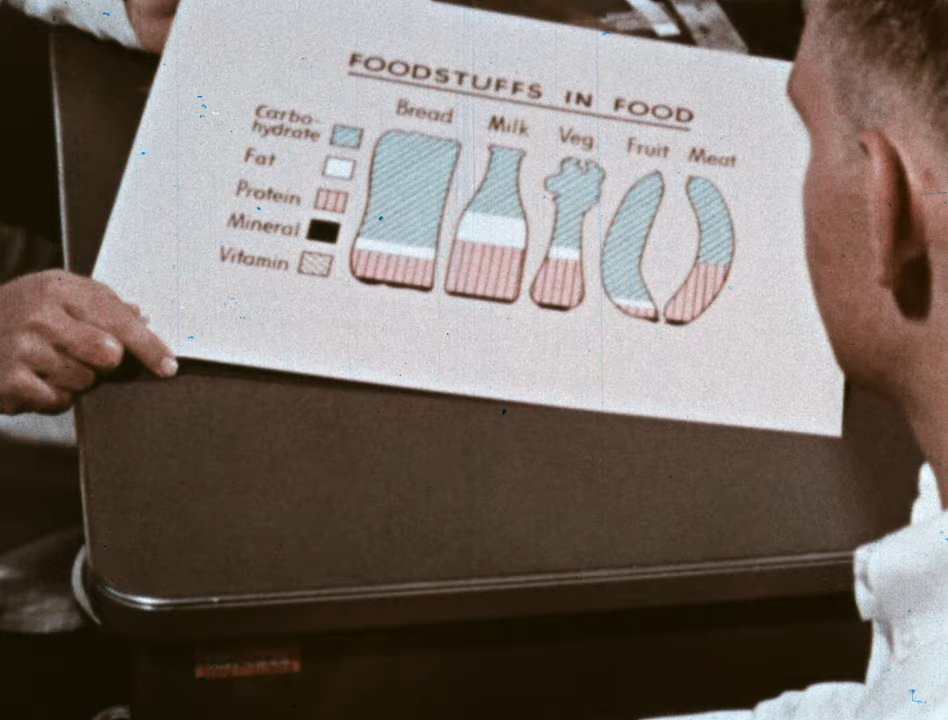 FOODSTUFFS IN FOOD
Carbo-
hydrate
Fat
Protein
Mineral
Vitamin
Bread
Milk
Veg.
Fruit
Meat